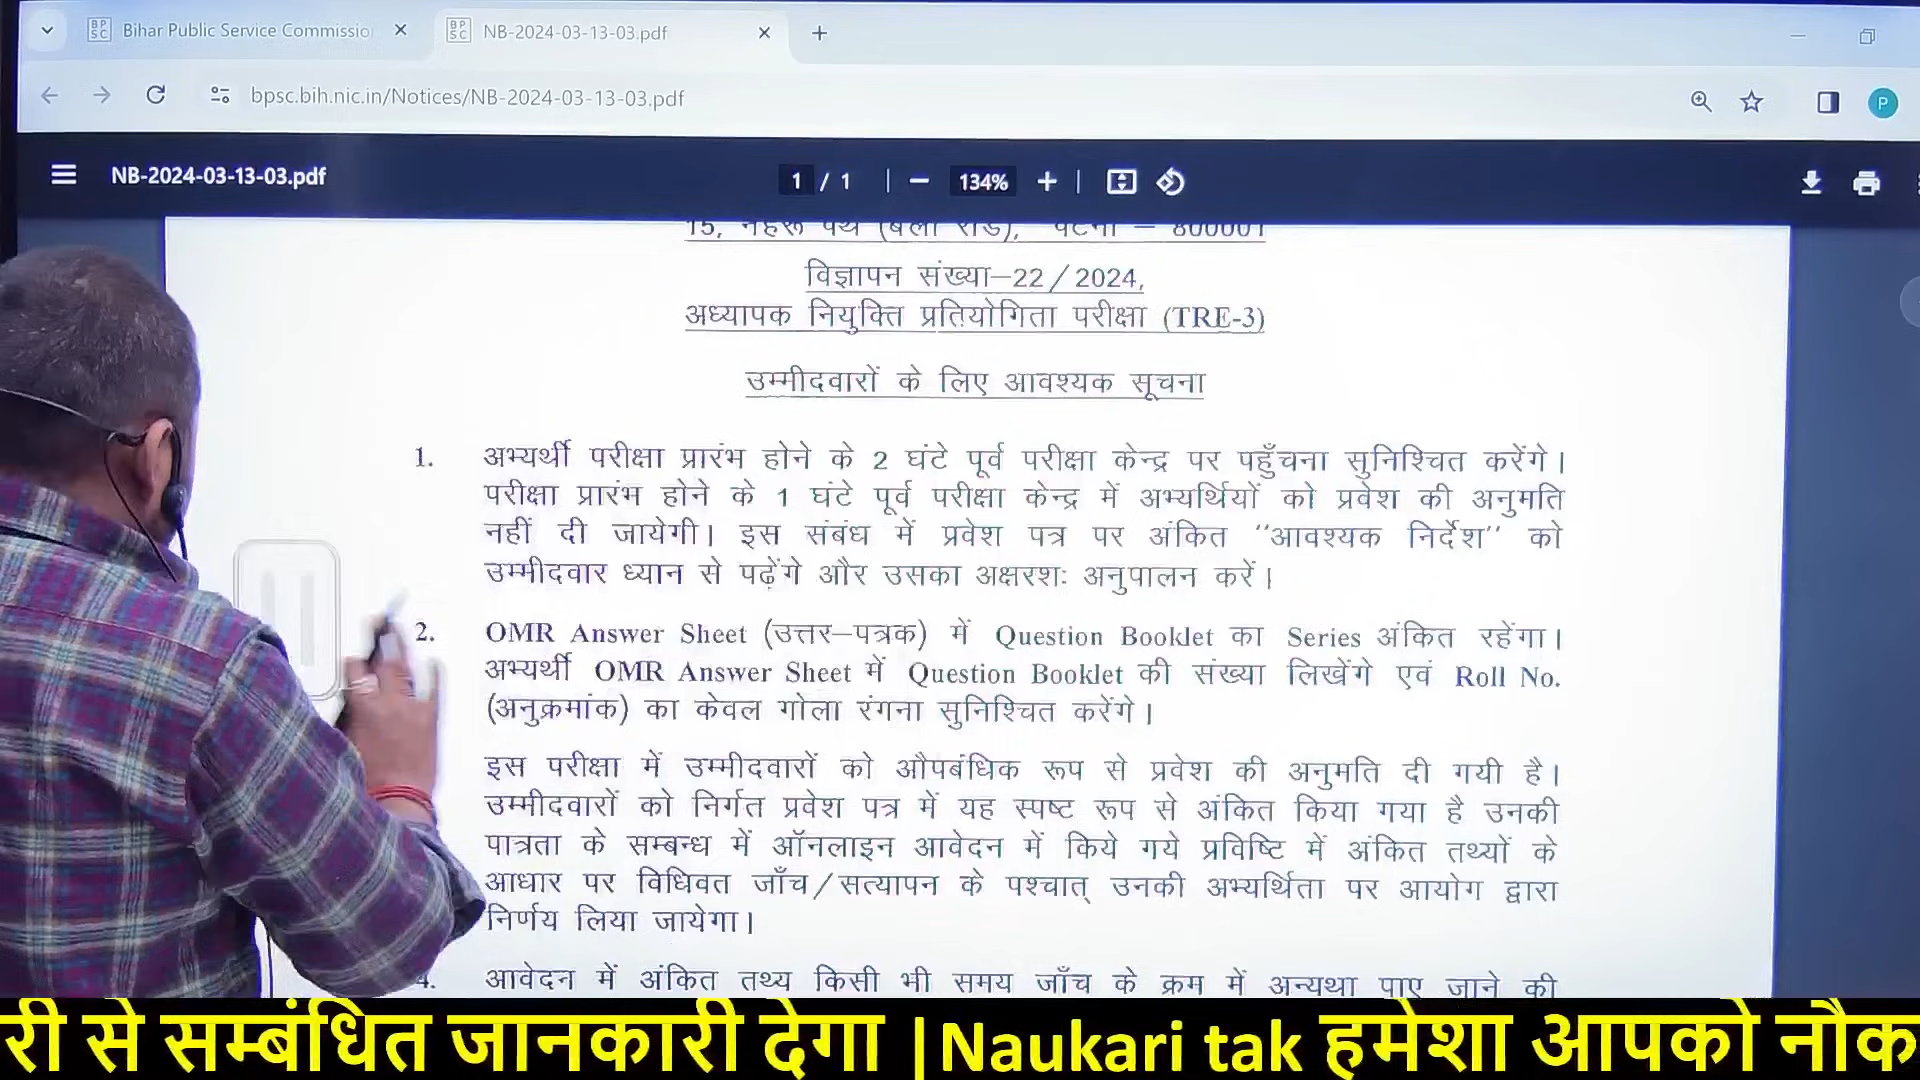 Bihar Public Service Commissio
NB-2024-03-13-03.pdf
bpsc.bih.nic.in/Notices/NB-2024-03-13-03.pdf
P
NB-2024-03-13-03.pdf
1 / 1
134%
15, नेहरू पथ (बेली रोड), पटना – 800001
विज्ञापन संख्या–22/2024,
अध्यापक नियुक्ति प्रतियोगिता परीक्षा (TRE-3)
उम्मीदवारों के लिए आवश्यक सूचना
1. अभ्यर्थी परीक्षा प्रारंभ होने के 2 घंटे पूर्व परीक्षा केन्द्र पर पहुँचना सुनिश्चित करेंगे।
परीक्षा प्रारंभ होने के 1 घंटे पूर्व परीक्षा केन्द्र में अभ्यर्थियों को प्रवेश की अनुमति
नहीं दी जायेगी। इस संबंध में प्रवेश पत्र पर अंकित "आवश्यक निर्देश" को
उम्मीदवार ध्यान से पढ़ेंगे और उसका अक्षरशः अनुपालन करें।
2. OMR Answer Sheet (उत्तर–पत्रक) में Question Booklet का Series अंकित रहेंगा।
अभ्यर्थी OMR Answer Sheet में Question Booklet की संख्या लिखेंगे एवं Roll No.
(अनुक्रमांक) का केवल गोला रंगना सुनिश्चित करेंगे।
इस परीक्षा में उम्मीदवारों को औपबंधिक रूप से प्रवेश की अनुमति दी गयी है।
उम्मीदवारों को निर्गत प्रवेश पत्र में यह स्पष्ट रूप से अंकित किया गया है उनकी
पात्रता के सम्बन्ध में ऑनलाइन आवेदन में किये गये प्रविष्टि में अंकित तथ्यों के
आधार पर विधिवत जाँच/सत्यापन के पश्चात् उनकी अभ्यर्थिता पर आयोग द्वारा
निर्णय लिया जायेगा।
4. आवेदन में अंकित तथ्य किसी भी समय जाँच के क्रम में अन्यथा पाए जाने की
री से सम्बंधित जानकारी देगा |Naukari tak हमेशा आपको नौक